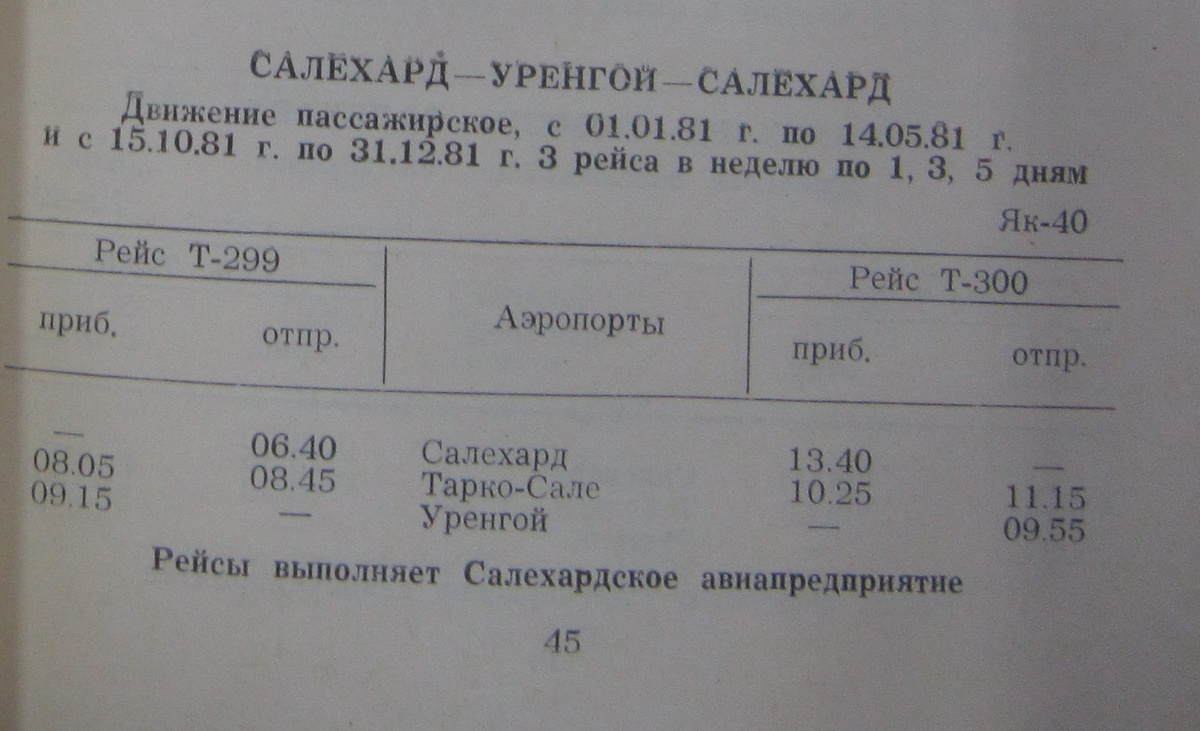 САЛЕХАРД—УРЕНГОЙ—САЛЕХАРД
Движение пассажирское, с 01.01.81 г. по 14.05.81 г.
и с 15.10.81 г. по 31.12.81 г. 3 рейса в неделю по 1, 3, 5 дням
Як-40
Рейс Т-299 Рейс Т-300
приб. отпр. Аэропорты приб. отпр.
— 06.40 Салехард 13.40 —
08.05 08.45 Тарко-Сале 10.25 11.15
09.15 — Уренгой — 09.55
Рейсы выполняет Салехардское авиапредприятие
45